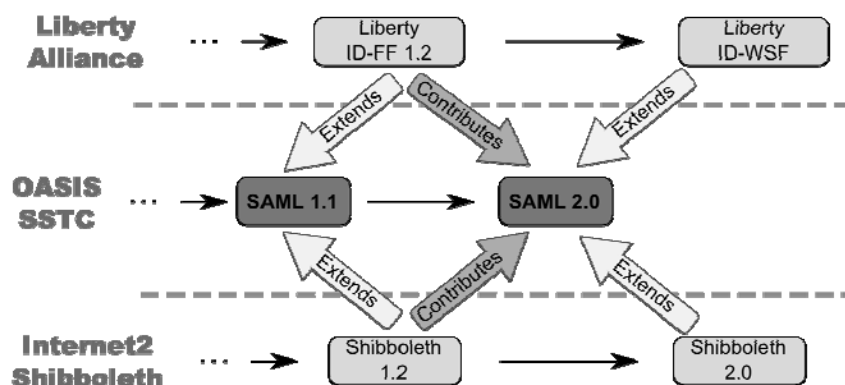 Liberty
Alliance
...
Liberty
ID-FF 1.2
Liberty
ID-WSF
Extends
Contributes
Extends
OASIS
SSTC
...
SAML 1.1
SAML 2.0
Extends
Contributes
Extends
Internet2
Shibboleth
...
Shibboleth
1.2
Shibboleth
2.0